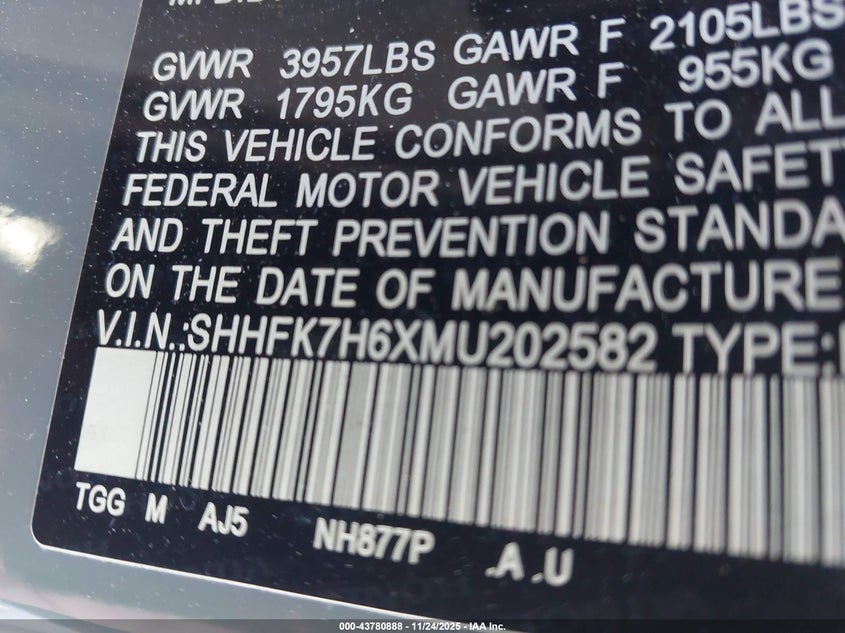 GVWR 3957LBS GAWR F 2105LBS
GVWR 1795KG GAWR F 955KG
THIS VEHICLE CONFORMS TO ALL
FEDERAL MOTOR VEHICLE SAFETY
AND THEFT PREVENTION STANDA
ON THE DATE OF MANUFACTURE
V.I.N.:SHHFK7H6XMU202582 TYPE:
TGG M AJ5 NH877P .A .U
000-43780888 - 11/24/2025 - IAA Inc.